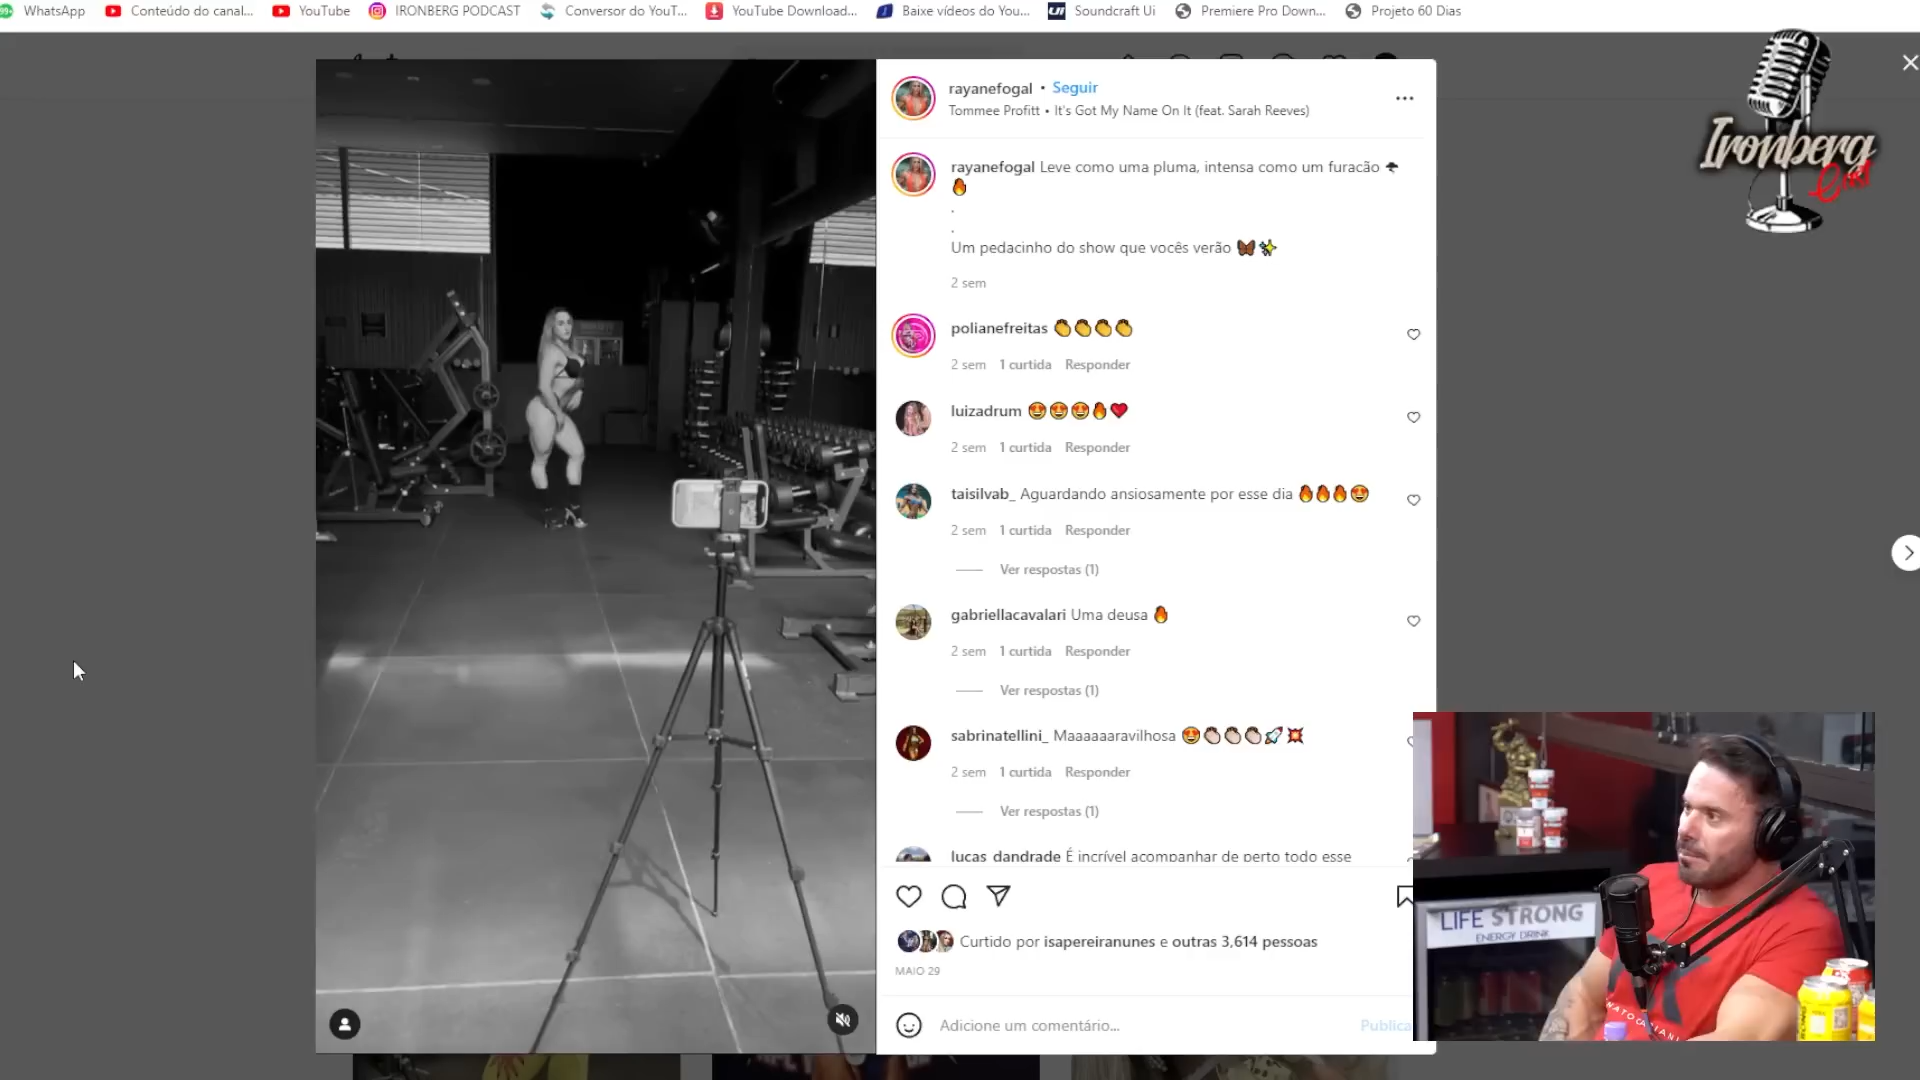 99+ WhatsApp Conteúdo do canal... YouTube IRONBERG PODCAST Conversor do YouT... YouTube Download... Baixe vídeos do You... Soundcraft Ui Premiere Pro Down... Projeto 60 Dias
rayanefogal • Seguir
Tommee Profitt • It's Got My Name On It (feat. Sarah Reeves)
rayanefogal Leve como uma pluma, intensa como um furacão 🌪
🔥
.
.
Um pedacinho do show que vocês verão 🦋✨
2 sem
polianefreitas 👏👏👏👏
2 sem 1 curtida Responder
luizadrum 😍😍😍🔥❤️
2 sem 1 curtida Responder
taisilvab_ Aguardando ansiosamente por esse dia 🔥🔥🔥😍
2 sem 1 curtida Responder
Ver respostas (1)
gabriellacavalari Uma deusa 🔥
2 sem 1 curtida Responder
Ver respostas (1)
sabrinatellini_ Maaaaaaravilhosa 😍👏🏻👏🏻👏🏻🚀💥
2 sem 1 curtida Responder
Ver respostas (1)
lucas_dandrade É incrível acompanhar de perto todo esse
Curtido por isapereiranunes e outras 3,614 pessoas
MAIO 29
Adicione um comentário...
Publica
Ironberg
Cast
LIFE STRONG
ENERGY DRINK